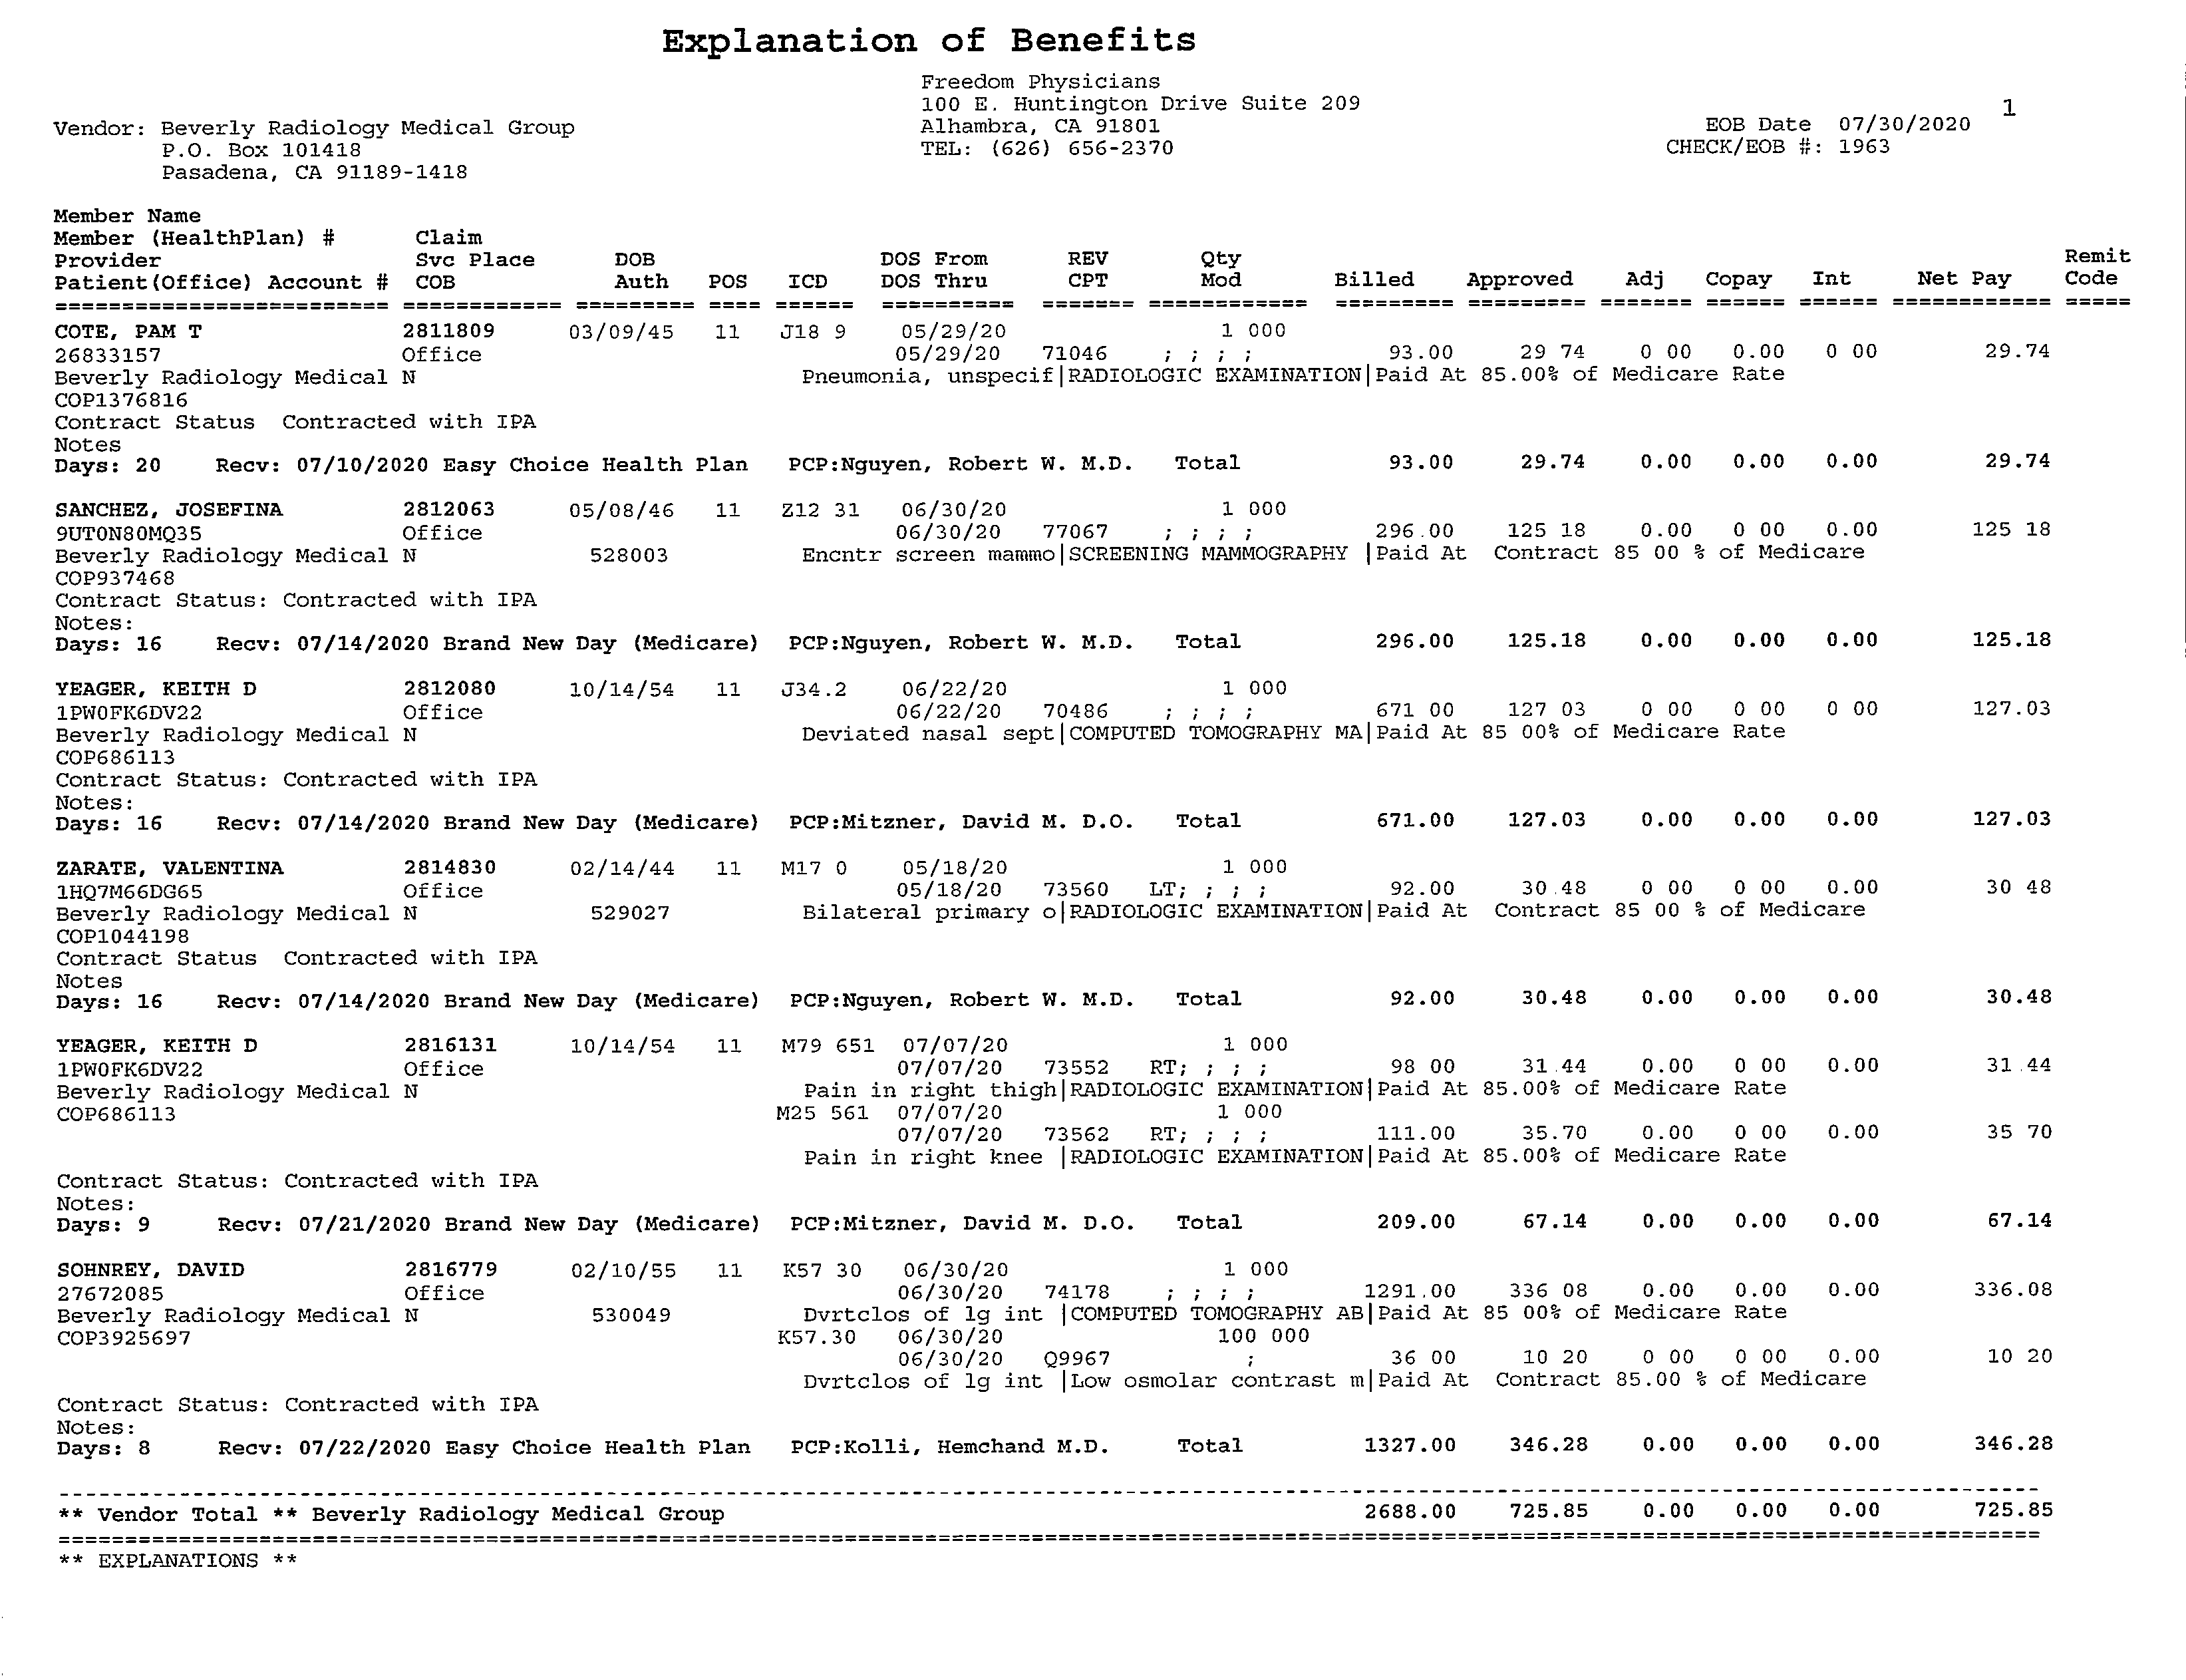 Explanation of Benefits
Freedom Physicians
100 E. Huntington Drive Suite 209
1
Vendor: Beverly Radiology Medical Group Alhambra, CA 91801 EOB Date 07/30/2020
P.O. Box 101418 TEL: (626) 656-2370 CHECK/EOB #: 1963
Pasadena, CA 91189-1418
Member Name
Member (HealthPlan) # Claim
Provider Svc Place DOB DOS From REV Qty Remit
Patient(Office) Account # COB Auth POS ICD DOS Thru CPT Mod Billed Approved Adj Copay Int Net Pay Code
COTE, PAM T 2811809 03/09/45 11 J18 9 05/29/20 1 000
26833157 Office 05/29/20 71046 ; ; ; ; 93.00 29 74 0 00 0.00 0 00 29.74
Beverly Radiology Medical N Pneumonia, unspecif|RADIOLOGIC EXAMINATION|Paid At 85.00% of Medicare Rate
COP1376816
Contract Status Contracted with IPA
Notes
Days: 20 Recv: 07/10/2020 Easy Choice Health Plan PCP:Nguyen, Robert W. M.D. Total 93.00 29.74 0.00 0.00 0.00 29.74
SANCHEZ, JOSEFINA 2812063 05/08/46 11 Z12 31 06/30/20 1 000
9UT0N80MQ35 Office 06/30/20 77067 ; ; ; ; 296.00 125 18 0.00 0 00 0.00 125 18
Beverly Radiology Medical N 528003 Encntr screen mammo|SCREENING MAMMOGRAPHY |Paid At Contract 85 00 % of Medicare
COP937468
Contract Status: Contracted with IPA
Notes:
Days: 16 Recv: 07/14/2020 Brand New Day (Medicare) PCP:Nguyen, Robert W. M.D. Total 296.00 125.18 0.00 0.00 0.00 125.18
YEAGER, KEITH D 2812080 10/14/54 11 J34.2 06/22/20 1 000
1PW0FK6DV22 Office 06/22/20 70486 ; ; ; ; 671 00 127 03 0 00 0 00 0 00 127.03
Beverly Radiology Medical N Deviated nasal sept|COMPUTED TOMOGRAPHY MA|Paid At 85 00% of Medicare Rate
COP686113
Contract Status: Contracted with IPA
Notes:
Days: 16 Recv: 07/14/2020 Brand New Day (Medicare) PCP:Mitzner, David M. D.O. Total 671.00 127.03 0.00 0.00 0.00 127.03
ZARATE, VALENTINA 2814830 02/14/44 11 M17 0 05/18/20 1 000
1HQ7M66DG65 Office 05/18/20 73560 LT; ; ; ; 92.00 30.48 0 00 0 00 0.00 30 48
Beverly Radiology Medical N 529027 Bilateral primary o|RADIOLOGIC EXAMINATION|Paid At Contract 85 00 % of Medicare
COP1044198
Contract Status Contracted with IPA
Notes
Days: 16 Recv: 07/14/2020 Brand New Day (Medicare) PCP:Nguyen, Robert W. M.D. Total 92.00 30.48 0.00 0.00 0.00 30.48
YEAGER, KEITH D 2816131 10/14/54 11 M79 651 07/07/20 1 000
1PW0FK6DV22 Office 07/07/20 73552 RT; ; ; ; 98 00 31.44 0.00 0 00 0.00 31.44
Beverly Radiology Medical N Pain in right thigh|RADIOLOGIC EXAMINATION|Paid At 85.00% of Medicare Rate
COP686113 M25 561 07/07/20 1 000
07/07/20 73562 RT; ; ; ; 111.00 35.70 0.00 0 00 0.00 35 70
Pain in right knee |RADIOLOGIC EXAMINATION|Paid At 85.00% of Medicare Rate
Contract Status: Contracted with IPA
Notes:
Days: 9 Recv: 07/21/2020 Brand New Day (Medicare) PCP:Mitzner, David M. D.O. Total 209.00 67.14 0.00 0.00 0.00 67.14
SOHNREY, DAVID 2816779 02/10/55 11 K57 30 06/30/20 1 000
27672085 Office 06/30/20 74178 ; ; ; ; 1291.00 336 08 0.00 0.00 0.00 336.08
Beverly Radiology Medical N 530049 Dvrtclos of lg int |COMPUTED TOMOGRAPHY AB|Paid At 85 00% of Medicare Rate
COP3925697 K57.30 06/30/20 100 000
06/30/20 Q9967 ; 36 00 10 20 0 00 0 00 0.00 10 20
Dvrtclos of lg int |Low osmolar contrast m|Paid At Contract 85.00 % of Medicare
Contract Status: Contracted with IPA
Notes:
Days: 8 Recv: 07/22/2020 Easy Choice Health Plan PCP:Kolli, Hemchand M.D. Total 1327.00 346.28 0.00 0.00 0.00 346.28
** Vendor Total ** Beverly Radiology Medical Group 2688.00 725.85 0.00 0.00 0.00 725.85
** EXPLANATIONS **